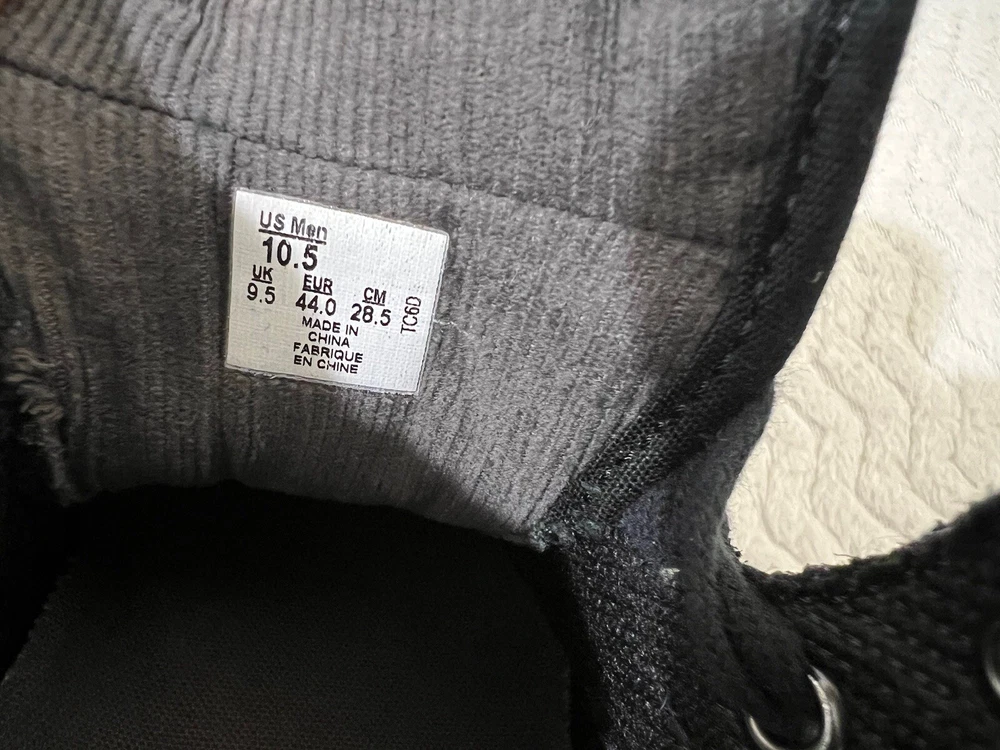 US Men
10.5
UK EUR CM
9.5 44.0 28.5
TC6D
MADE IN
CHINA
FABRIQUE
EN CHINE